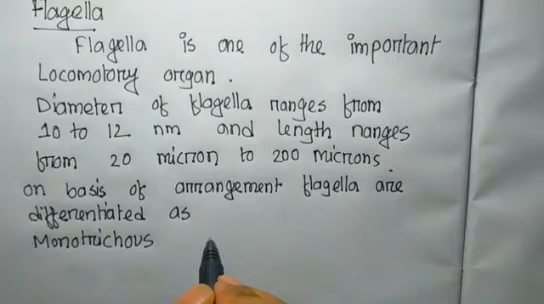 Flagella
Flagella is one of the important
Locomotory organ.
Diameter of flagella ranges from
10 to 12 nm and length ranges
from 20 micron to 200 microns.
on basis of arrangement flagella are
differentiated as
Monotrichous